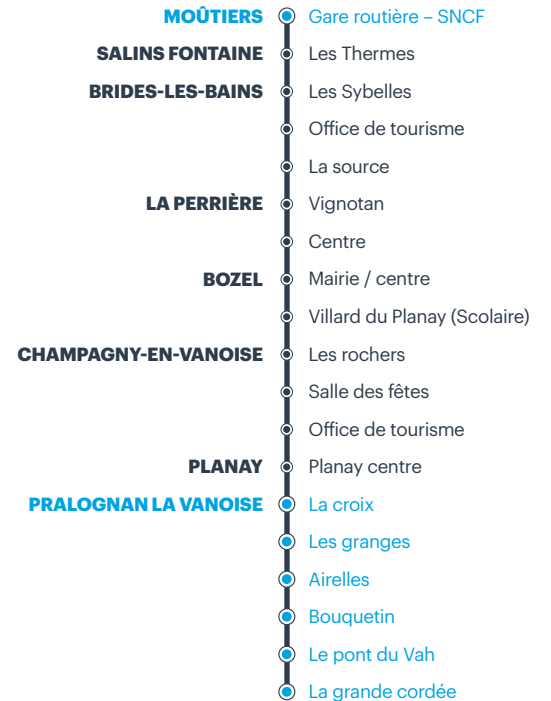 MOÛTIERS Gare routière – SNCF
SALINS FONTAINE Les Thermes
BRIDES-LES-BAINS Les Sybelles
Office de tourisme
La source
LA PERRIÈRE Vignotan
Centre
BOZEL Mairie / centre
Villard du Planay (Scolaire)
CHAMPAGNY-EN-VANOISE Les rochers
Salle des fêtes
Office de tourisme
PLANAY Planay centre
PRALOGNAN LA VANOISE La croix
Les granges
Airelles
Bouquetin
Le pont du Vah
La grande cordée